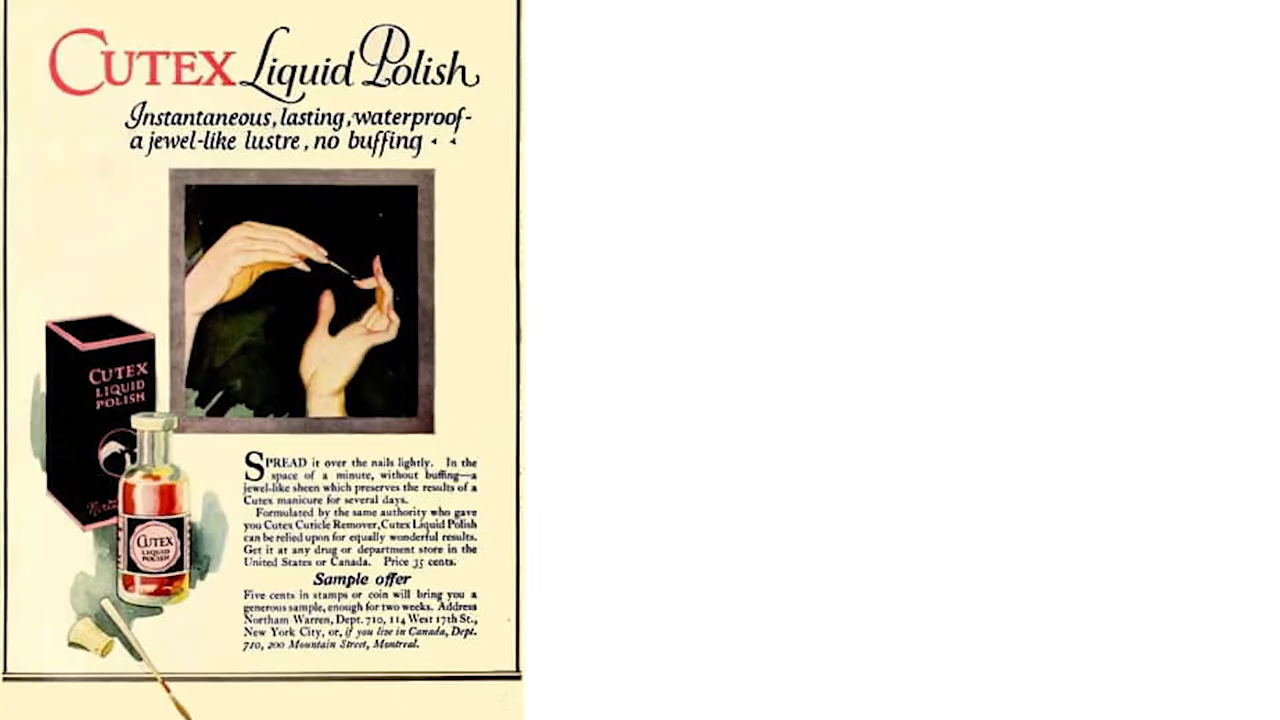 CUTEX Liquid Polish
Instantaneous, lasting, waterproof-
a jewel-like lustre, no buffing
CUTEX
LIQUID
POLISH
CUTEX
LIQUID
POLISH
SPREAD it over the nails lightly. In the
space of a minute, without buffing—a
jewel-like sheen which preserves the results of a
Cutex manicure for several days.
Formulated by the same authority who gave
you Cutex Cuticle Remover, Cutex Liquid Polish
can be relied upon for equally wonderful results.
Get it at any drug or department store in the
United States or Canada. Price 35 cents.
Sample offer
Five cents in stamps or coin will bring you a
generous sample, enough for two weeks. Address
Northam Warren, Dept. 710, 114 West 17th St.,
New York City, or, if you live in Canada, Dept.
710, 200 Mountain Street, Montreal.